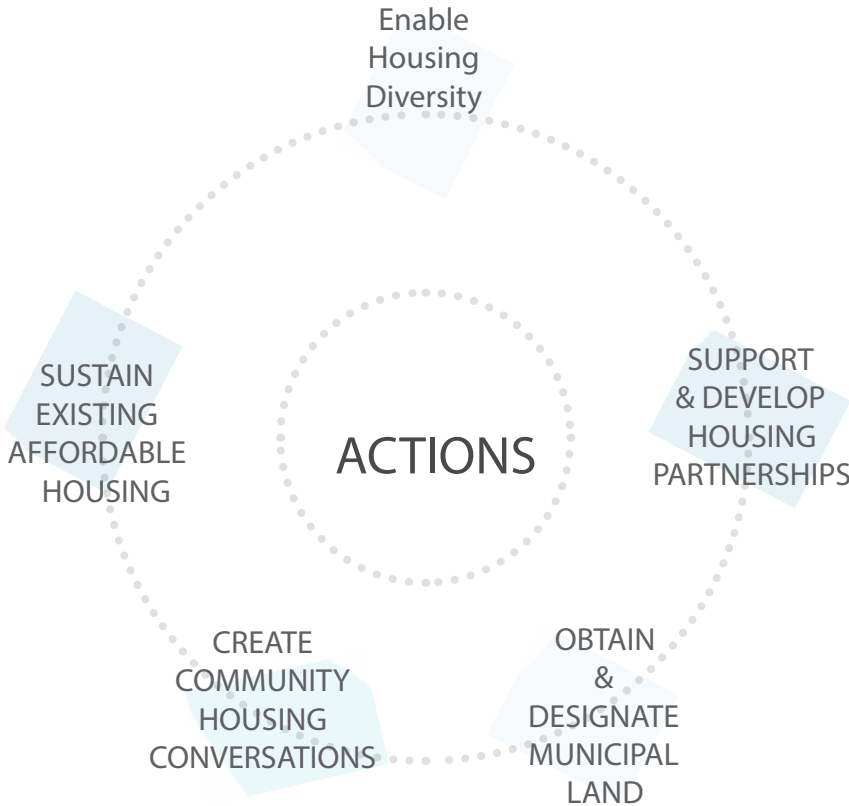 Enable
Housing
Diversity
SUSTAIN
EXISTING
AFFORDABLE
HOUSING
ACTIONS
SUPPORT
& DEVELOP
HOUSING
PARTNERSHIPS
CREATE
COMMUNITY
HOUSING
CONVERSATIONS
OBTAIN
&
DESIGNATE
MUNICIPAL
LAND